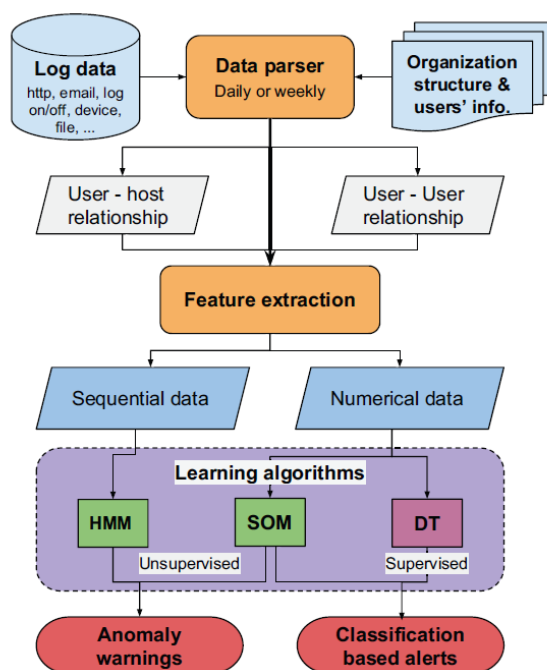 Log data
http, email, log
on/off, device,
file, ...
Data parser
Daily or weekly
Organization
structure &
users’ info.
User - host
relationship
User - User
relationship
Feature extraction
Sequential data
Numerical data
Learning algorithms
HMM
SOM
DT
Unsupervised
Supervised
Anomaly
warnings
Classification
based alerts